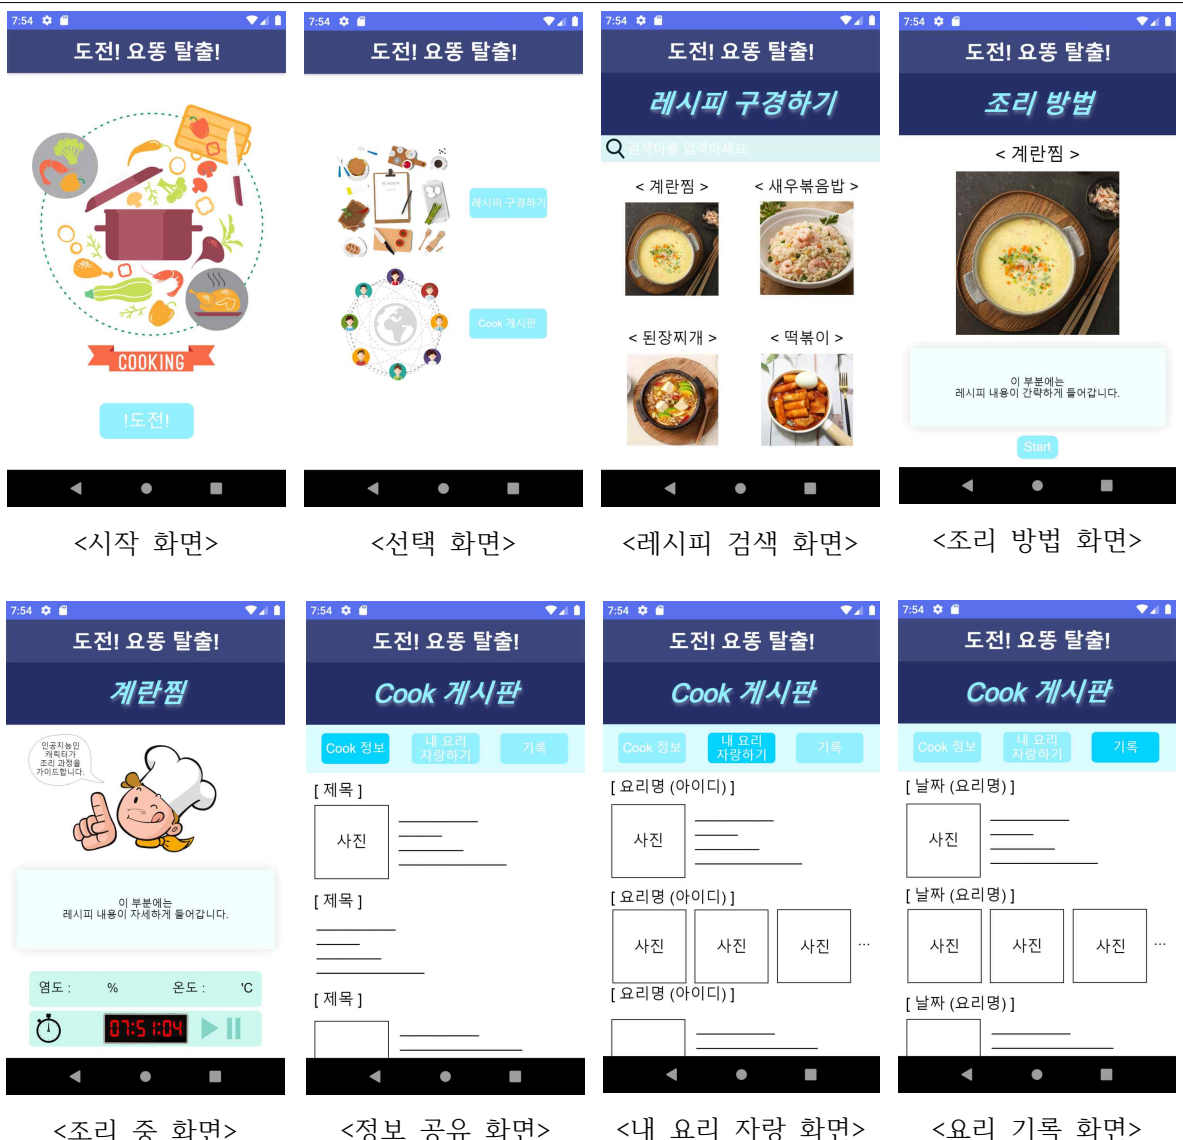 7:54
도전! 요똥 탈출!
COOKING
!도전!
<시작 화면>
7:54
도전! 요똥 탈출!
레시피 구경하기
Cook 게시판
<선택 화면>
7:54
도전! 요똥 탈출!
레시피 구경하기
검색어를 입력하세요
< 계란찜 >
< 새우볶음밥 >
< 된장찌개 >
< 떡볶이 >
<레시피 검색 화면>
7:54
도전! 요똥 탈출!
조리 방법
< 계란찜 >
이 부분에는
레시피 내용이 간략하게 들어갑니다.
Start
<조리 방법 화면>
7:54
도전! 요똥 탈출!
계란찜
인공지능인
캐릭터가
조리 과정을
가이드합니다.
이 부분에는
레시피 내용이 자세하게 들어갑니다.
염도 : % 온도 : 'C
07:51:04
<조리 중 화면>
7:54
도전! 요똥 탈출!
Cook 게시판
Cook 정보
내 요리
자랑하기
기록
[ 제목 ]
사진
[ 제목 ]
[ 제목 ]
<정보 공유 화면>
7:54
도전! 요똥 탈출!
Cook 게시판
Cook 정보
내 요리
자랑하기
기록
[ 요리명 (아이디) ]
사진
[ 요리명 (아이디) ]
사진 사진 사진 ...
[ 요리명 (아이디) ]
<내 요리 자랑 화면>
7:54
도전! 요똥 탈출!
Cook 게시판
Cook 정보
내 요리
자랑하기
기록
[ 날짜 (요리명) ]
사진
[ 날짜 (요리명) ]
사진 사진 사진 ...
[ 날짜 (요리명) ]
<요리 기록 화면>